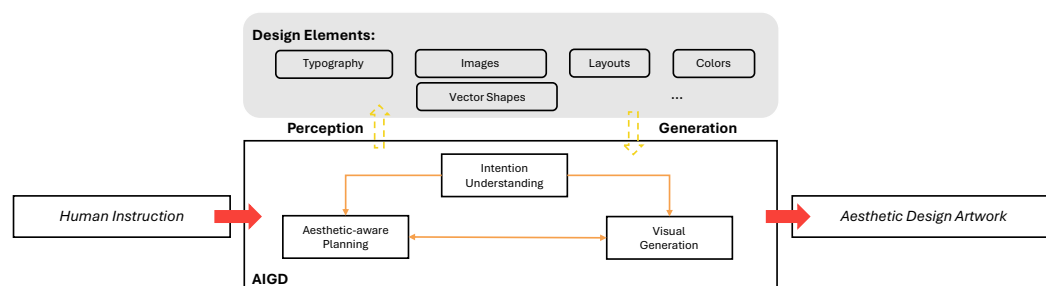 Design Elements:
Typography
Images
Layouts
Colors
Vector Shapes
...
Perception
Generation
Intention
Understanding
Human Instruction
Aesthetic Design Artwork
Aesthetic-aware
Planning
Visual
Generation
AIGD